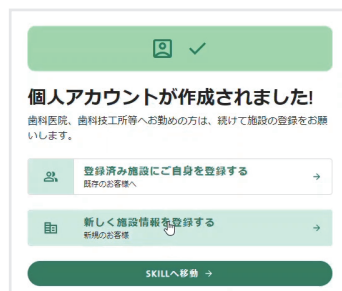 個人アカウントが作成されました!
歯科医院、歯科技工所等へお勤めの方は、続けて施設の登録をお願
いします。
登録済み施設にご自身を登録する
既存のお客様へ
新しく施設情報を登録する
新規のお客様
SKILLへ移動 →